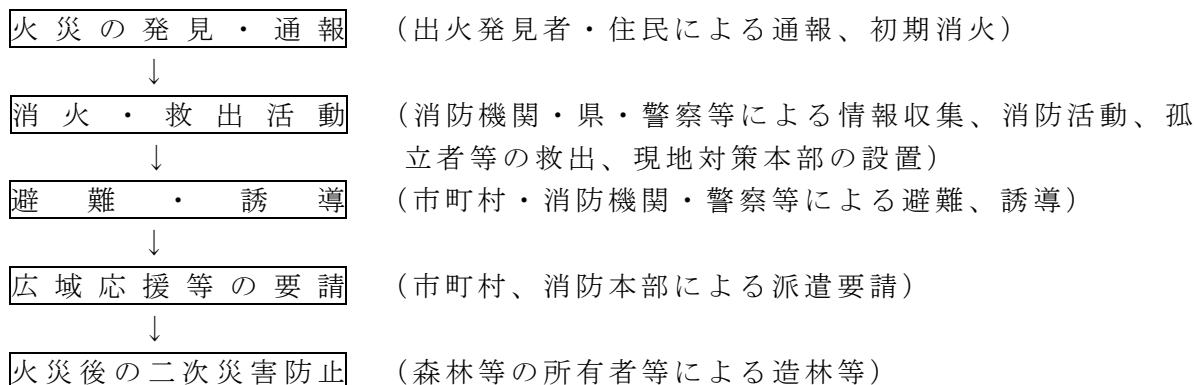 火災の発見・通報 （出火発見者・住民による通報、初期消火）
↓
消火・救出活動 （消防機関・県・警察等による情報収集、消防活動、孤
↓ 立者等の救出、現地対策本部の設置）
避難・誘導 （市町村・消防機関・警察等による避難、誘導）
↓
広域応援等の要請 （市町村、消防本部による派遣要請）
↓
火災後の二次災害防止 （森林等の所有者等による造林等）